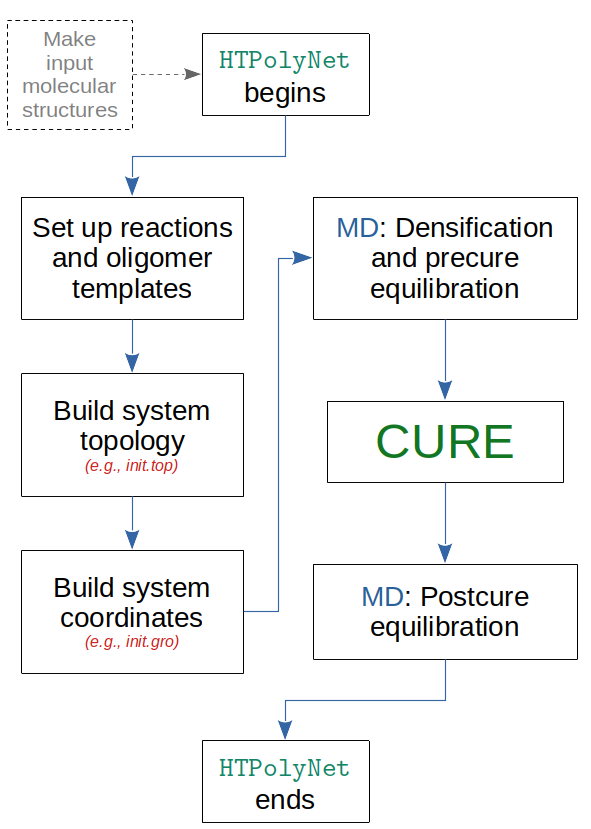 Make
input
molecular
structures
HTPolyNet
begins
Set up reactions
and oligomer
templates
Build system
topology
(e.g., init.top)
Build system
coordinates
(e.g., init.gro)
MD: Densification
and precure
equilibration
CURE
MD: Postcure
equilibration
HTPolyNet
ends